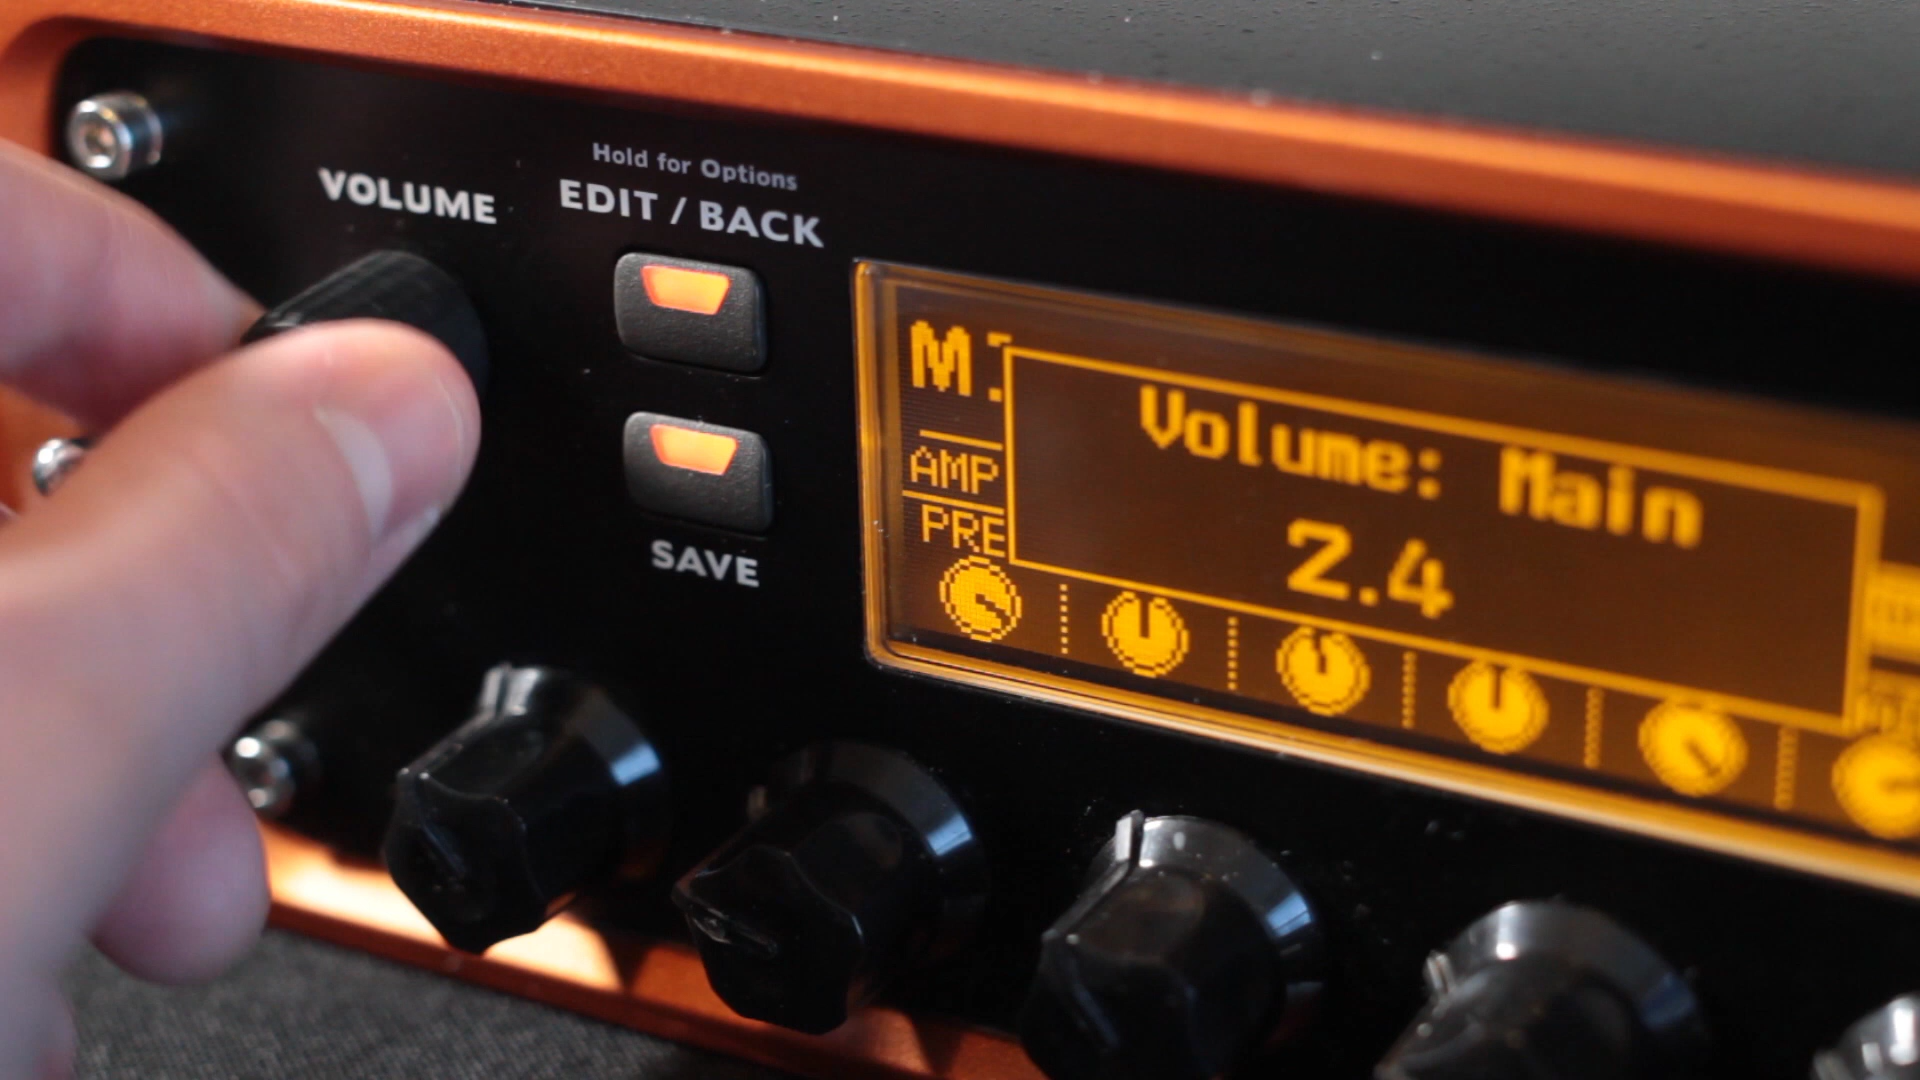 VOLUME
Hold for Options
EDIT / BACK
SAVE
Volume: Main
2.4
AMP
PRE